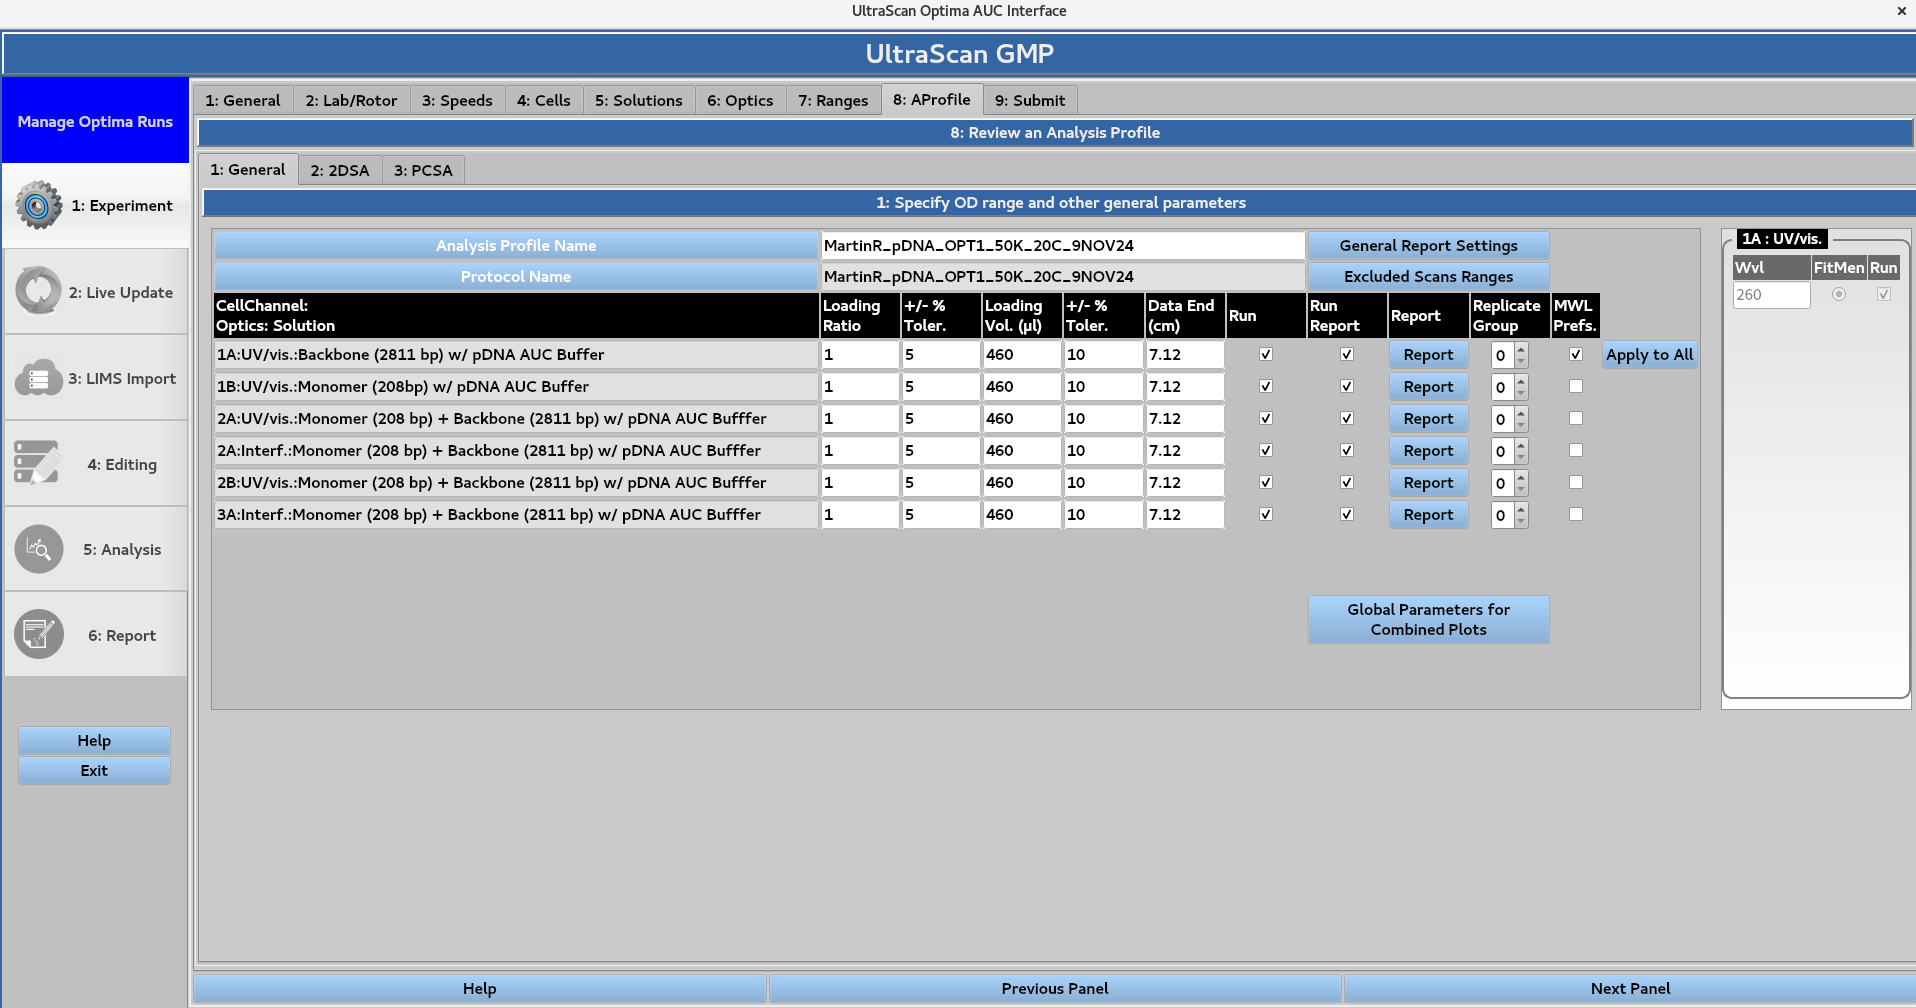 UltraScan Optima AUC Interface
×
UltraScan GMP
Manage Optima Runs
1: Experiment
2: Live Update
3: LIMS Import
4: Editing
5: Analysis
6: Report
Help
Exit
1: General 2: Lab/Rotor 3: Speeds 4: Cells 5: Solutions 6: Optics 7: Ranges 8: AProfile 9: Submit
8: Review an Analysis Profile
1: General 2: 2DSA 3: PCSA
1: Specify OD range and other general parameters
Analysis Profile Name MartinR_pDNA_OPT1_50K_20C_9NOV24 General Report Settings
Protocol Name MartinR_pDNA_OPT1_50K_20C_9NOV24 Excluded Scans Ranges
CellChannel: Loading +/- % Loading +/- % Data End Run Run Report Replicate MWL
Optics: Solution Ratio Toler. Vol. (µl) Toler. (cm) Report Group Prefs.
1A:UV/vis.:Backbone (2811 bp) w/ pDNA AUC Buffer 1 5 460 10 7.12 Report 0 Apply to All
1B:UV/vis.:Monomer (208bp) w/ pDNA AUC Buffer 1 5 460 10 7.12 Report 0
2A:UV/vis.:Monomer (208 bp) + Backbone (2811 bp) w/ pDNA AUC Bufffer 1 5 460 10 7.12 Report 0
2A:Interf.:Monomer (208 bp) + Backbone (2811 bp) w/ pDNA AUC Bufffer 1 5 460 10 7.12 Report 0
2B:UV/vis.:Monomer (208 bp) + Backbone (2811 bp) w/ pDNA AUC Bufffer 1 5 460 10 7.12 Report 0
3A:Interf.:Monomer (208 bp) + Backbone (2811 bp) w/ pDNA AUC Bufffer 1 5 460 10 7.12 Report 0
Global Parameters for
Combined Plots
1A : UV/vis.
Wvl FitMen Run
260
Help Previous Panel Next Panel